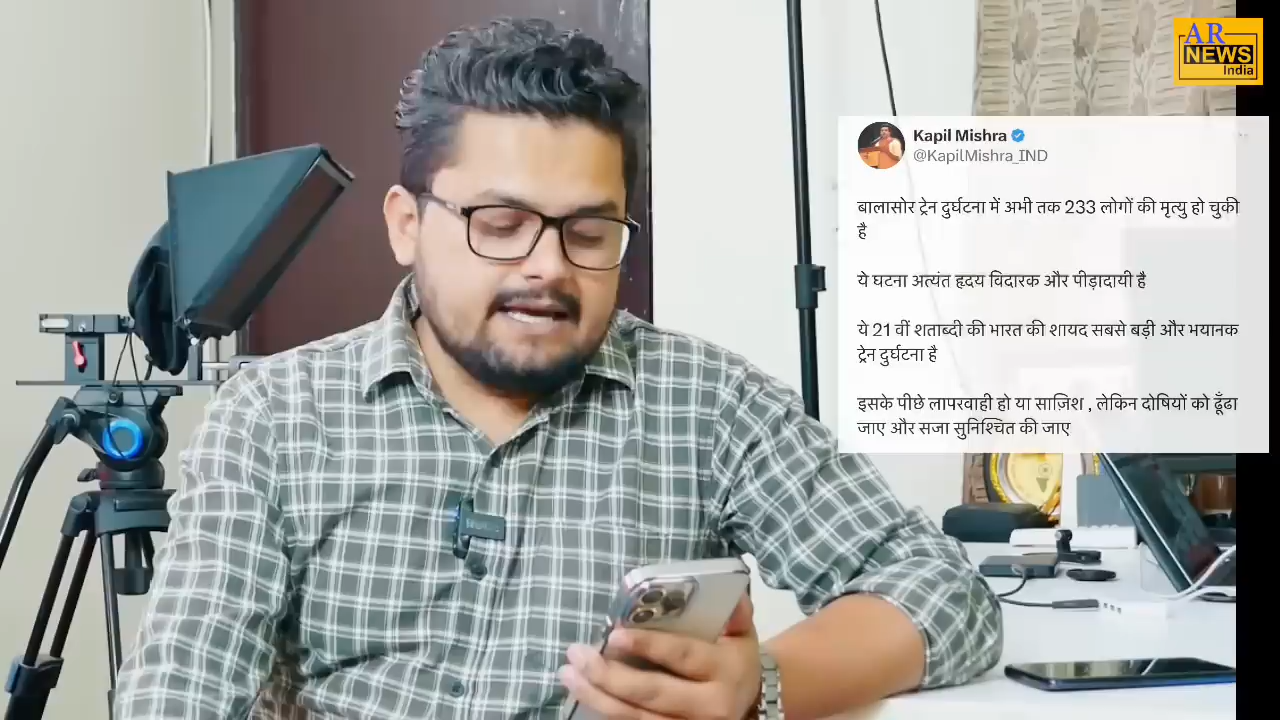 AR
NEWS
India
Kapil Mishra
@KapilMishra_IND
बालासोर ट्रेन दुर्घटना में अभी तक 233 लोगों की मृत्यु हो चुकी
है
ये घटना अत्यंत हृदय विदारक और पीड़ादायी है
ये 21 वीं शताब्दी की भारत की शायद सबसे बड़ी और भयानक
ट्रेन दुर्घटना है
इसके पीछे लापरवाही हो या साज़िश , लेकिन दोषियों को ढूँढा
जाए और सजा सुनिश्चित की जाए